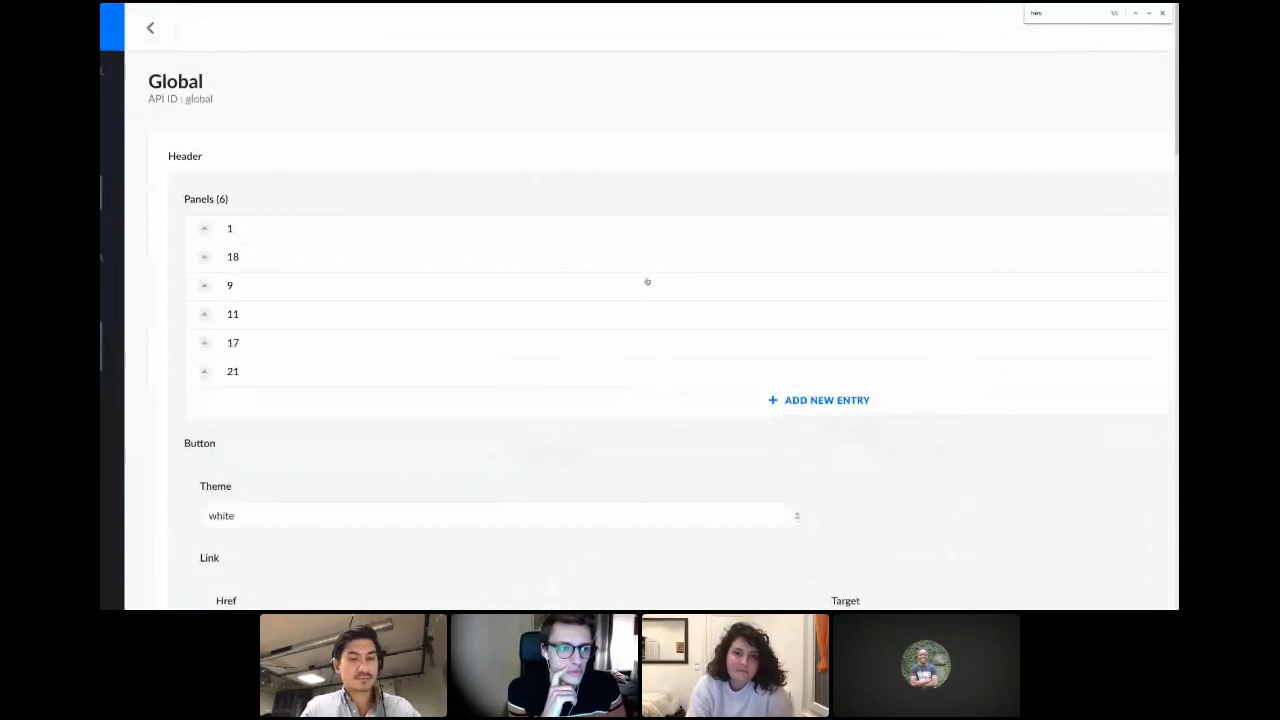 hero
Global
API ID : global
Header
Panels (6)
1
18
9
11
17
21
+ ADD NEW ENTRY
Button
Theme
white
Link
Href
Target